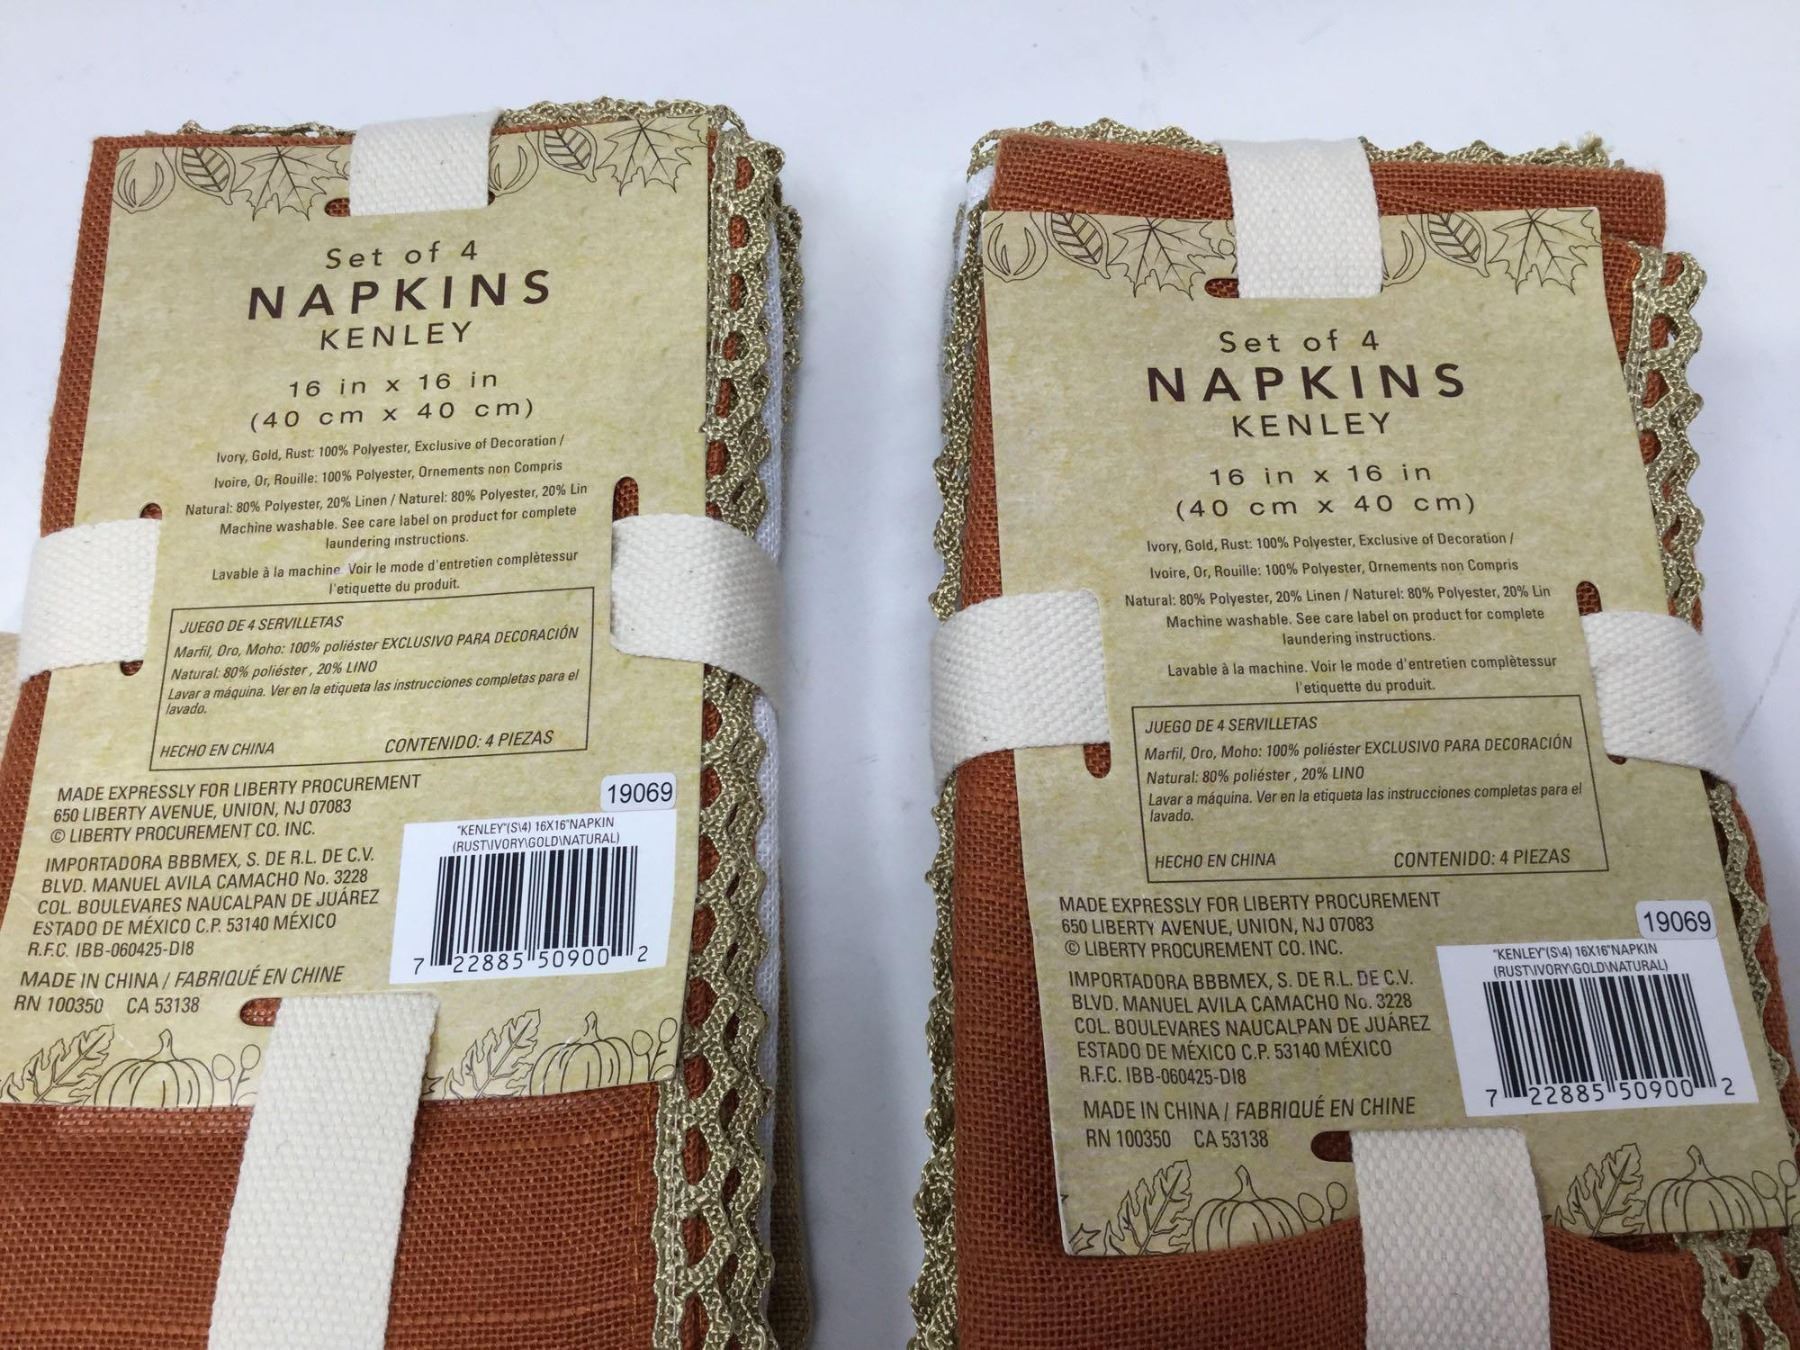 Set of 4
NAPKINS
KENLEY
16 in x 16 in
(40 cm x 40 cm)
Ivory, Gold, Rust: 100% Polyester, Exclusive of Decoration /
Ivoire, Or, Rouille: 100% Polyester, Ornements non Compris
Natural: 80% Polyester, 20% Linen / Naturel: 80% Polyester, 20% Lin
Machine washable. See care label on product for complete
laundering instructions.
Lavable à la machine. Voir le mode d'entretien complètessur
l'etiquette du produit.
JUEGO DE 4 SERVILLETAS
Marfil, Oro, Moho: 100% poliéster EXCLUSIVO PARA DECORACIÓN
Natural: 80% poliéster , 20% LINO
Lavar a máquina. Ver en la etiqueta las instrucciones completas para el
lavado.
HECHO EN CHINA CONTENIDO: 4 PIEZAS
MADE EXPRESSLY FOR LIBERTY PROCUREMENT
650 LIBERTY AVENUE, UNION, NJ 07083
© LIBERTY PROCUREMENT CO. INC.
IMPORTADORA BBBMEX, S. DE R.L. DE C.V.
BLVD. MANUEL AVILA CAMACHO No. 3228
COL. BOULEVARES NAUCALPAN DE JUÁREZ
ESTADO DE MÉXICO C.P. 53140 MÉXICO
R.F.C. IBB-060425-DI8
MADE IN CHINA / FABRIQUÉ EN CHINE
RN 100350 CA 53138
19069
"KENLEY"(S\4) 16X16"NAPKIN
(RUST\IVORY\GOLD\NATURAL)
7 22885 50900 2
Set of 4
NAPKINS
KENLEY
16 in x 16 in
(40 cm x 40 cm)
Ivory, Gold, Rust: 100% Polyester, Exclusive of Decoration /
Ivoire, Or, Rouille: 100% Polyester, Ornements non Compris
Natural: 80% Polyester, 20% Linen / Naturel: 80% Polyester, 20% Lin
Machine washable. See care label on product for complete
laundering instructions.
Lavable à la machine. Voir le mode d'entretien complètessur
l'etiquette du produit.
JUEGO DE 4 SERVILLETAS
Marfil, Oro, Moho: 100% poliéster EXCLUSIVO PARA DECORACIÓN
Natural: 80% poliéster , 20% LINO
Lavar a máquina. Ver en la etiqueta las instrucciones completas para el
lavado.
HECHO EN CHINA CONTENIDO: 4 PIEZAS
MADE EXPRESSLY FOR LIBERTY PROCUREMENT
650 LIBERTY AVENUE, UNION, NJ 07083
© LIBERTY PROCUREMENT CO. INC.
IMPORTADORA BBBMEX, S. DE R.L. DE C.V.
BLVD. MANUEL AVILA CAMACHO No. 3228
COL. BOULEVARES NAUCALPAN DE JUÁREZ
ESTADO DE MÉXICO C.P. 53140 MÉXICO
R.F.C. IBB-060425-DI8
MADE IN CHINA / FABRIQUÉ EN CHINE
RN 100350 CA 53138
19069
"KENLEY"(S\4) 16X16"NAPKIN
(RUST\IVORY\GOLD\NATURAL)
7 22885 50900 2